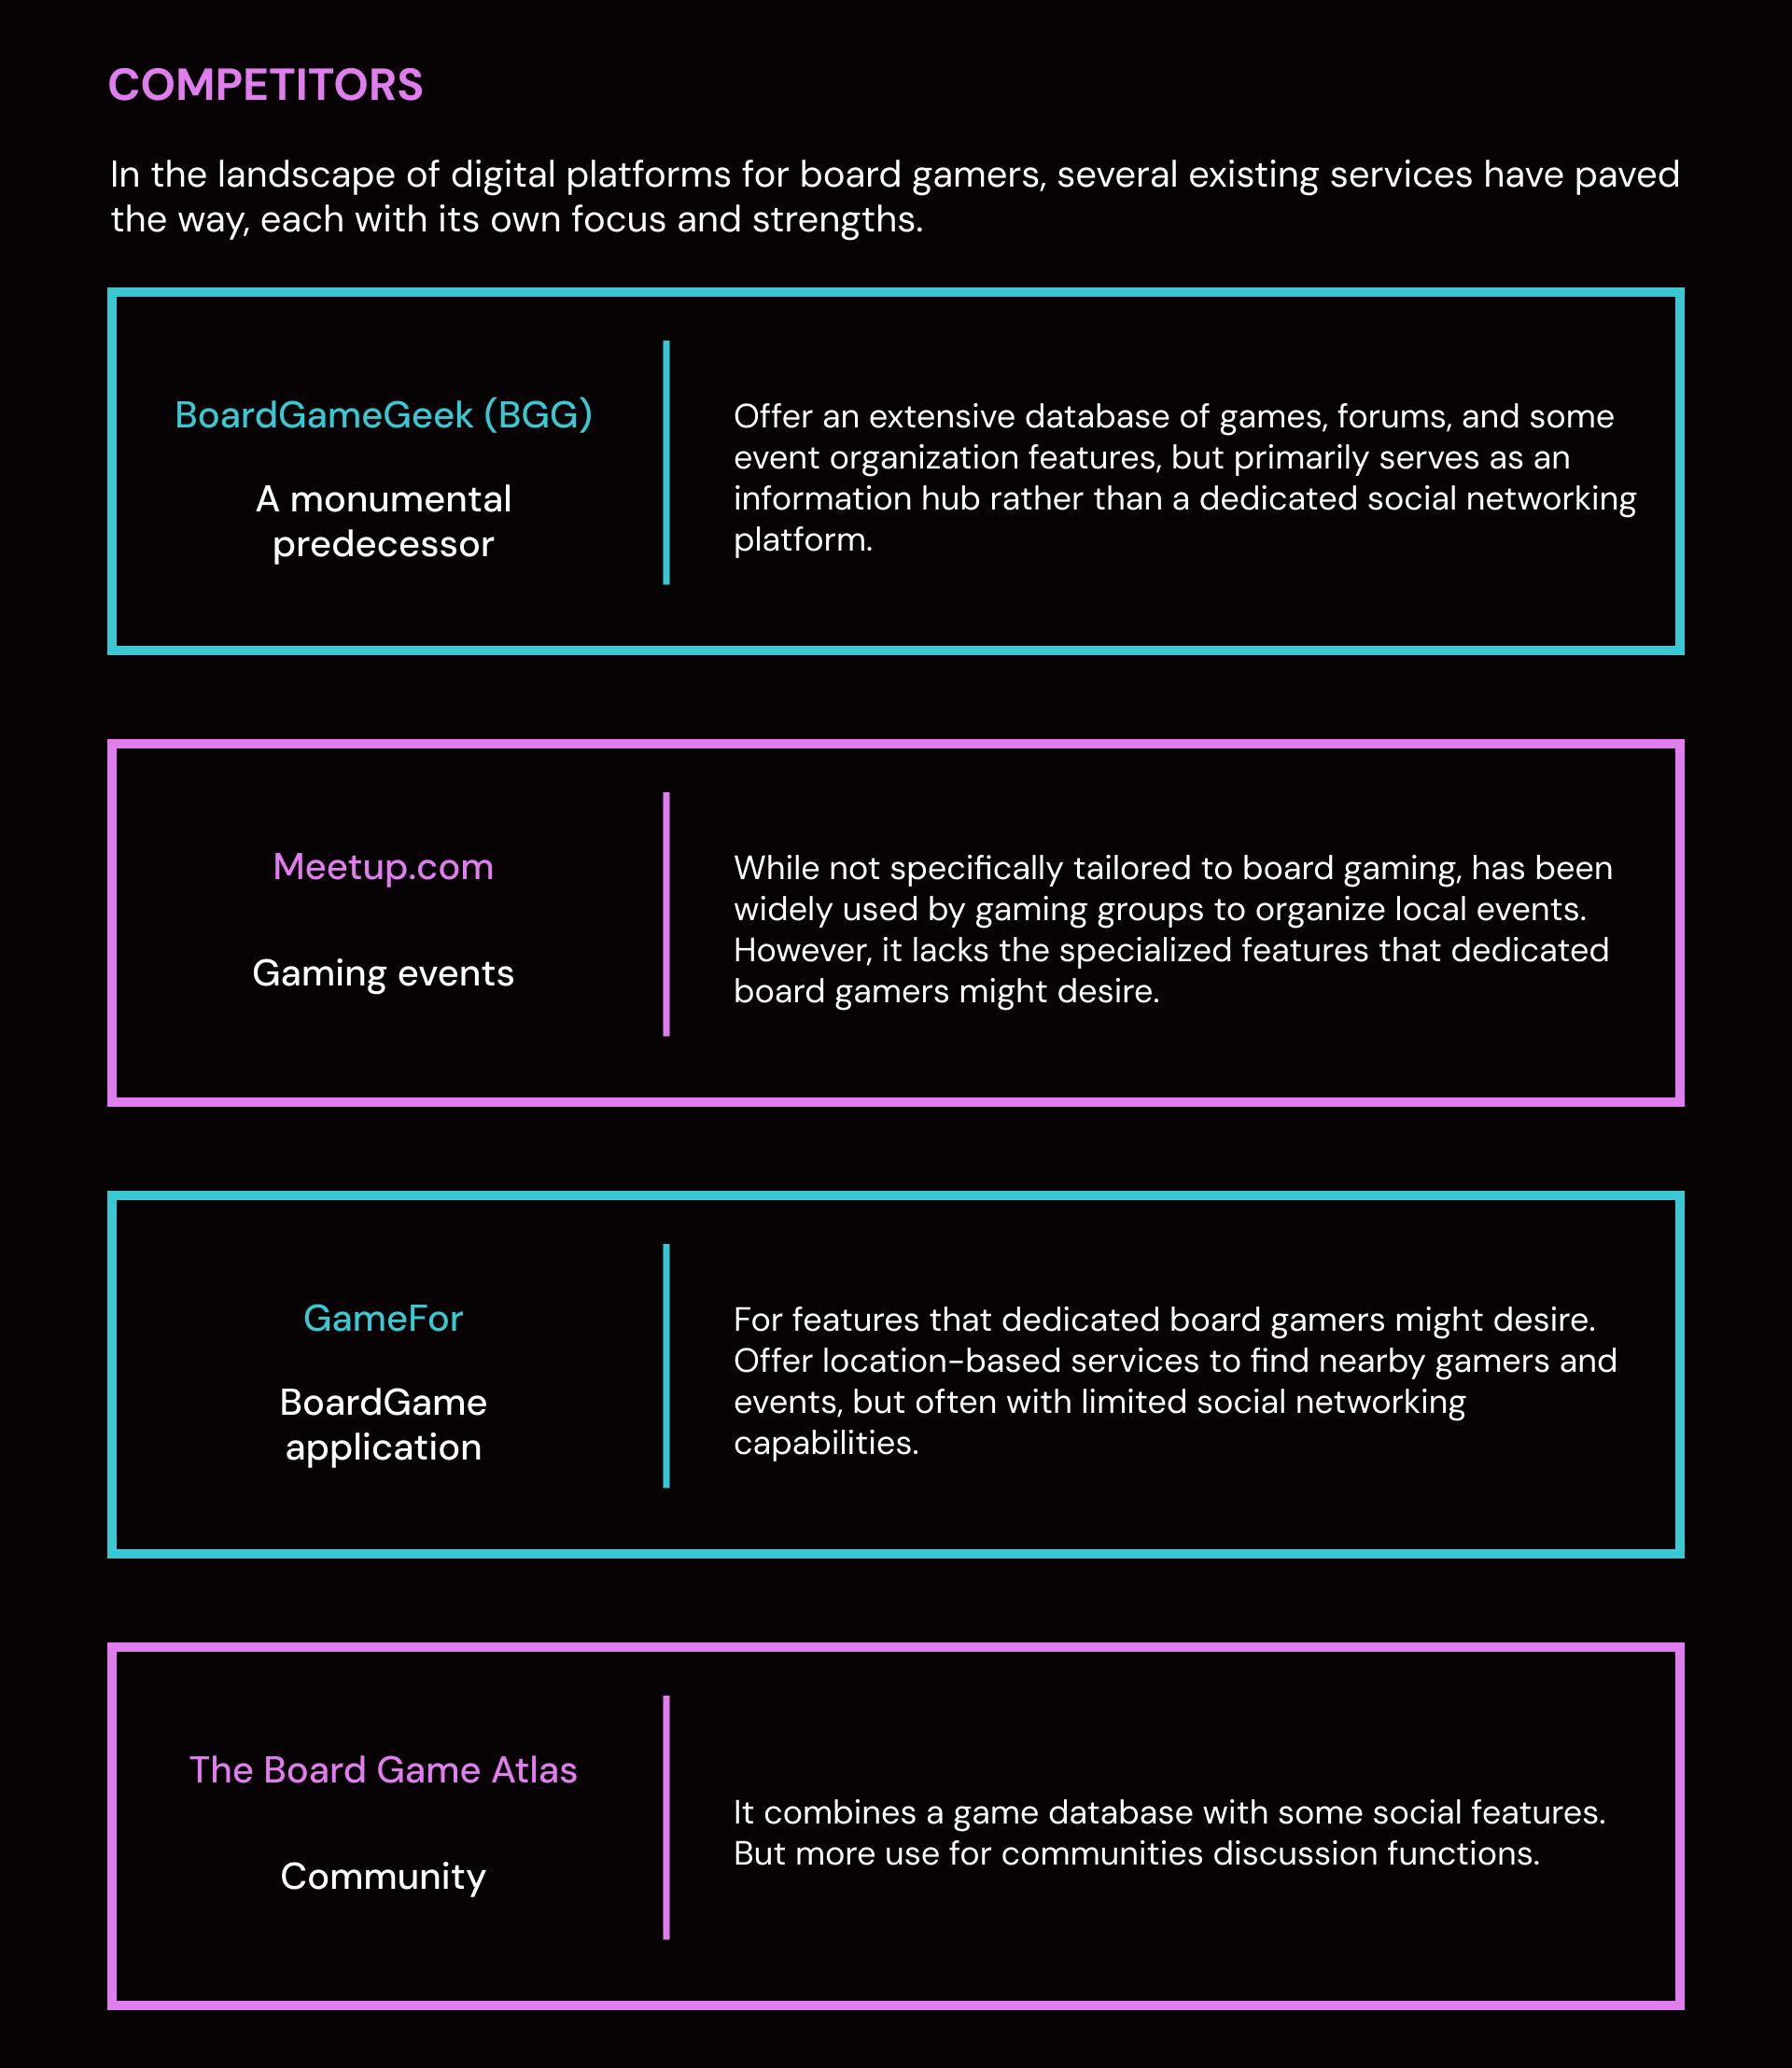 COMPETITORS
In the landscape of digital platforms for board gamers, several existing services have paved
the way, each with its own focus and strengths.
BoardGameGeek (BGG)
A monumental
predecessor
Offer an extensive database of games, forums, and some
event organization features, but primarily serves as an
information hub rather than a dedicated social networking
platform.
Meetup.com
Gaming events
While not specifically tailored to board gaming, has been
widely used by gaming groups to organize local events.
However, it lacks the specialized features that dedicated
board gamers might desire.
GameFor
BoardGame
application
For features that dedicated board gamers might desire.
Offer location-based services to find nearby gamers and
events, but often with limited social networking
capabilities.
The Board Game Atlas
Community
It combines a game database with some social features.
But more use for communities discussion functions.